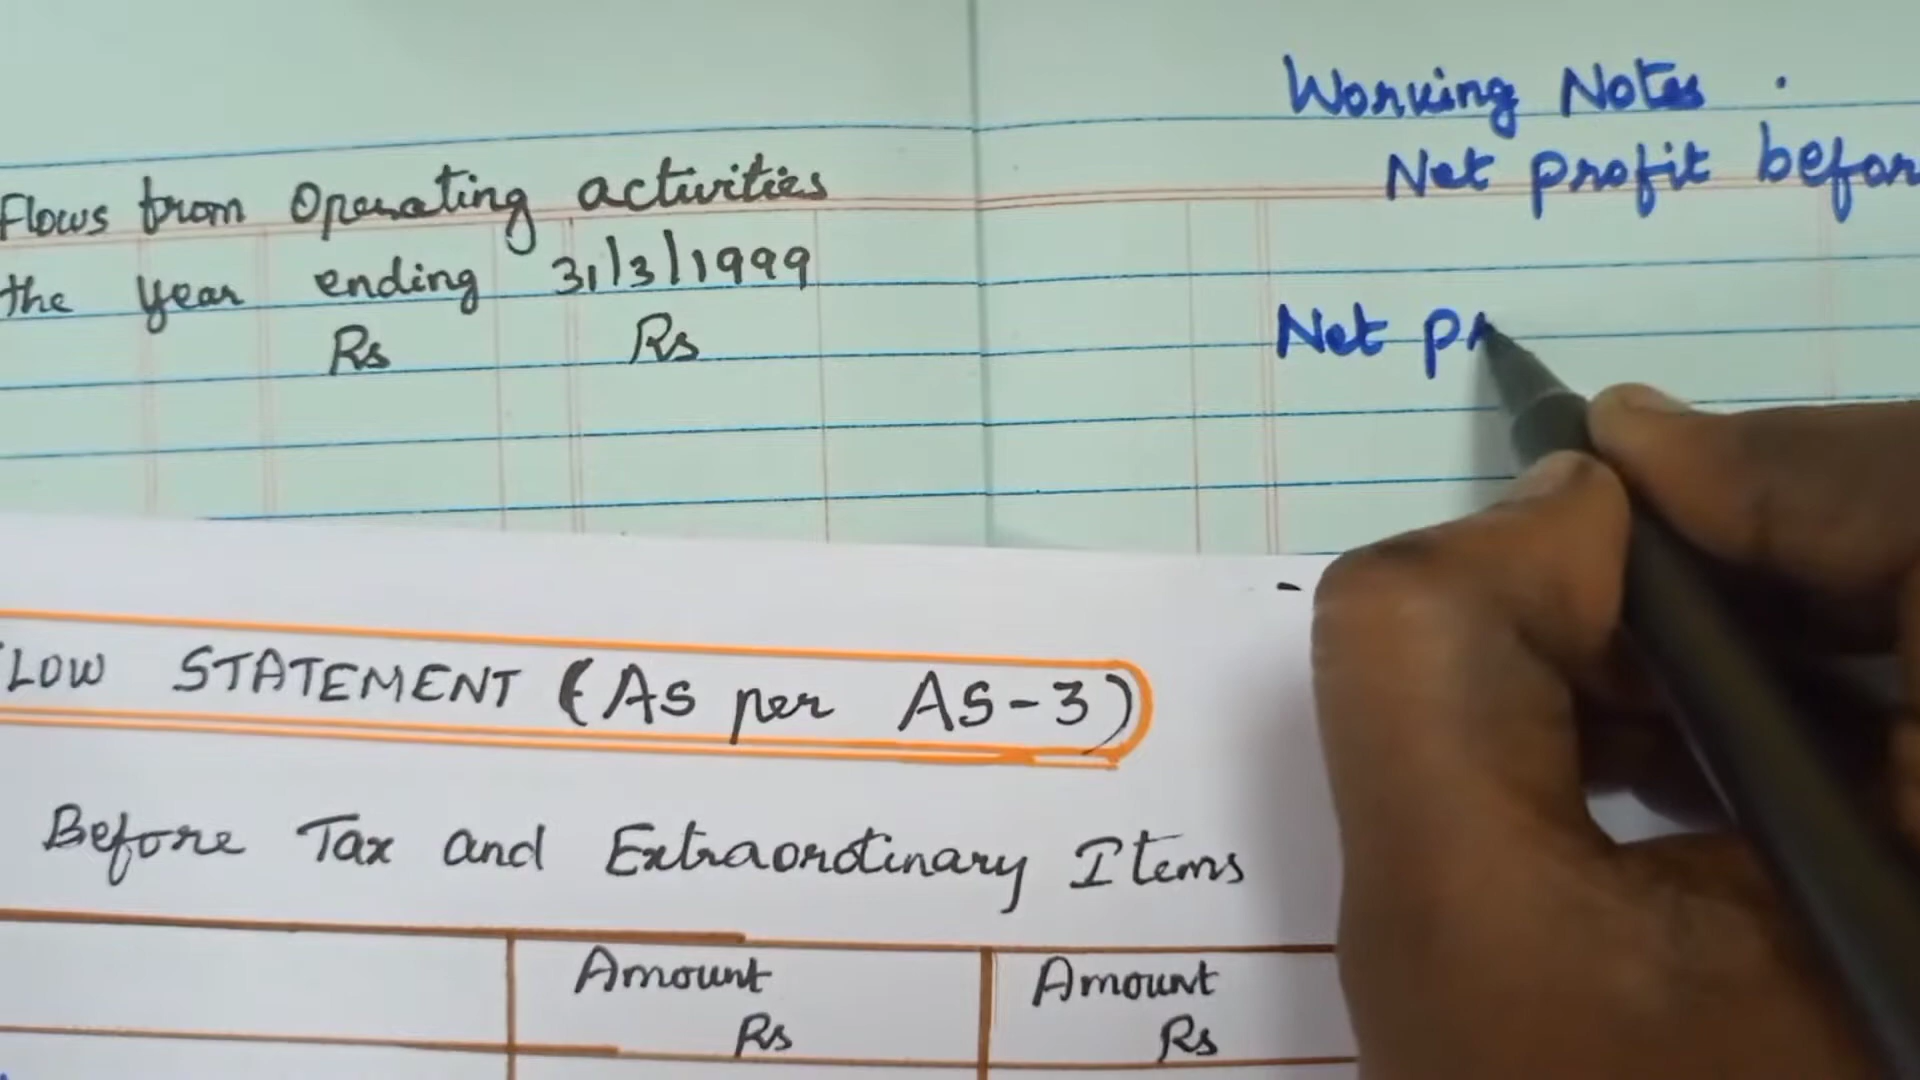 Flows from Operating activities
the year ending 31/3/1999
Rs Rs
Working Notes.
Net profit befor
Net pr
LOW STATEMENT (As per AS-3)
Before Tax and Extraordinary Items
Amount Amount
Rs Rs